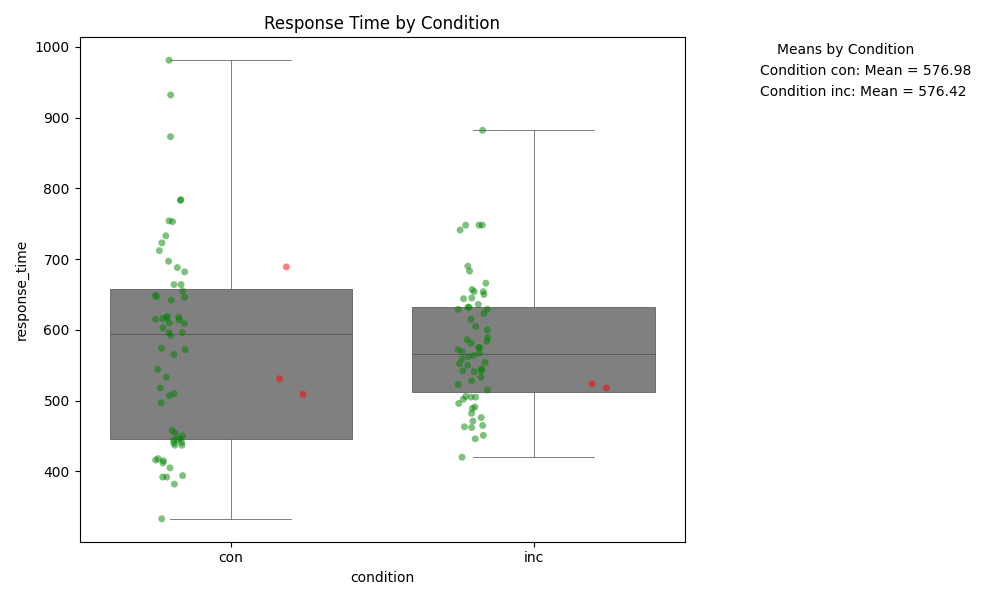 Response Time by Condition
Means by Condition
Condition con: Mean = 576.98
Condition inc: Mean = 576.42
1000
900
800
700
600
500
400
response_time
con
inc
condition